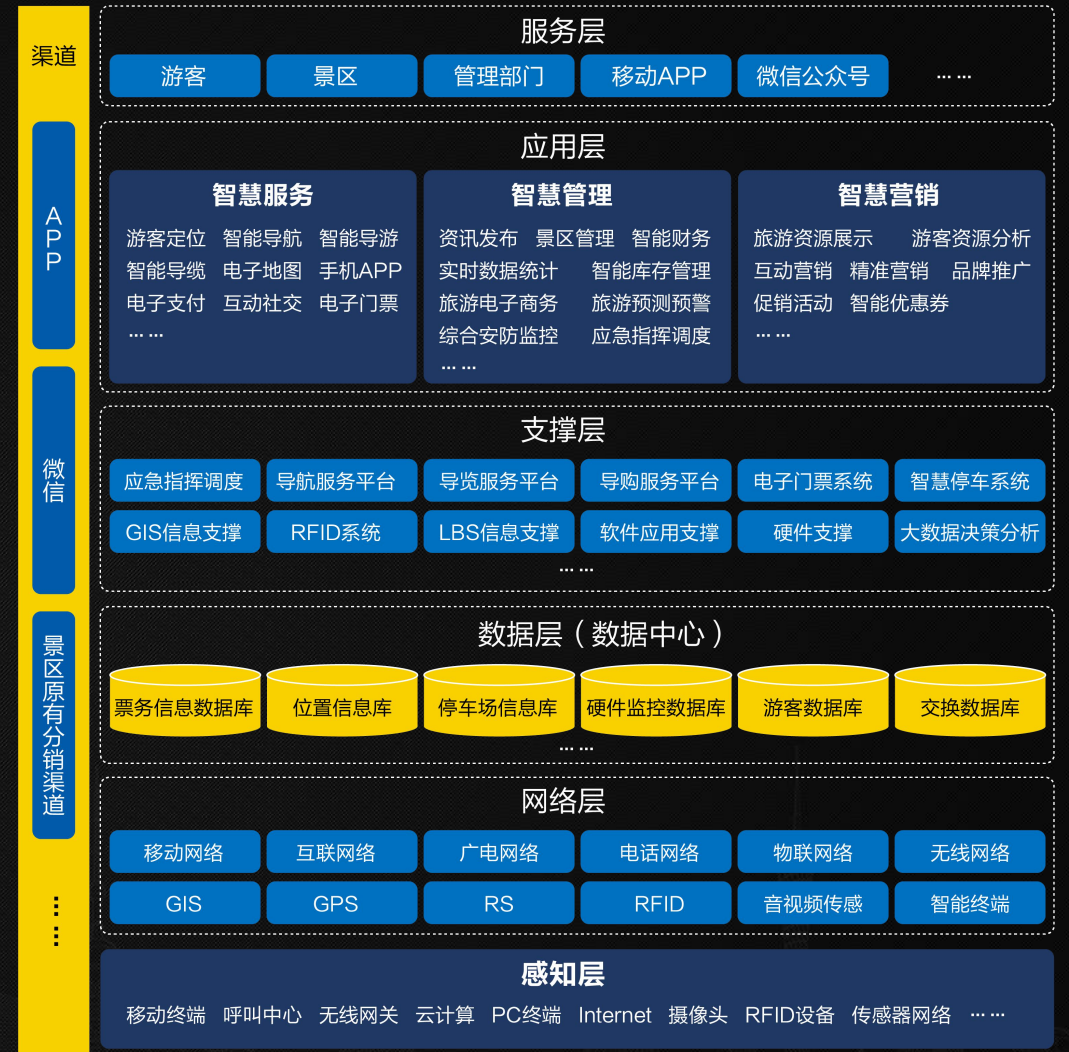 渠道
APP
微信
景区原有分销渠道
… …
服务层
游客 景区 管理部门 移动APP 微信公众号 … …
应用层
智慧服务
游客定位 智能导航 智能导游
智能导缆 电子地图 手机APP
电子支付 互动社交 电子门票
… …
智慧管理
资讯发布 景区管理 智能财务
实时数据统计 智能库存管理
旅游电子商务 旅游预测预警
综合安防监控 应急指挥调度
… …
智慧营销
旅游资源展示 游客资源分析
互动营销 精准营销 品牌推广
促销活动 智能优惠券
… …
支撑层
应急指挥调度 导航服务平台 导览服务平台 导购服务平台 电子门票系统 智慧停车系统
GIS信息支撑 RFID系统 LBS信息支撑 软件应用支撑 硬件支撑 大数据决策分析
… …
数据层（数据中心）
票务信息数据库 位置信息库 停车场信息库 硬件监控数据库 游客数据库 交换数据库
… …
网络层
移动网络 互联网络 广电网络 电话网络 物联网络 无线网络
GIS GPS RS RFID 音视频传感 智能终端
感知层
移动终端 呼叫中心 无线网关 云计算 PC终端 Internet 摄像头 RFID设备 传感器网络 … …